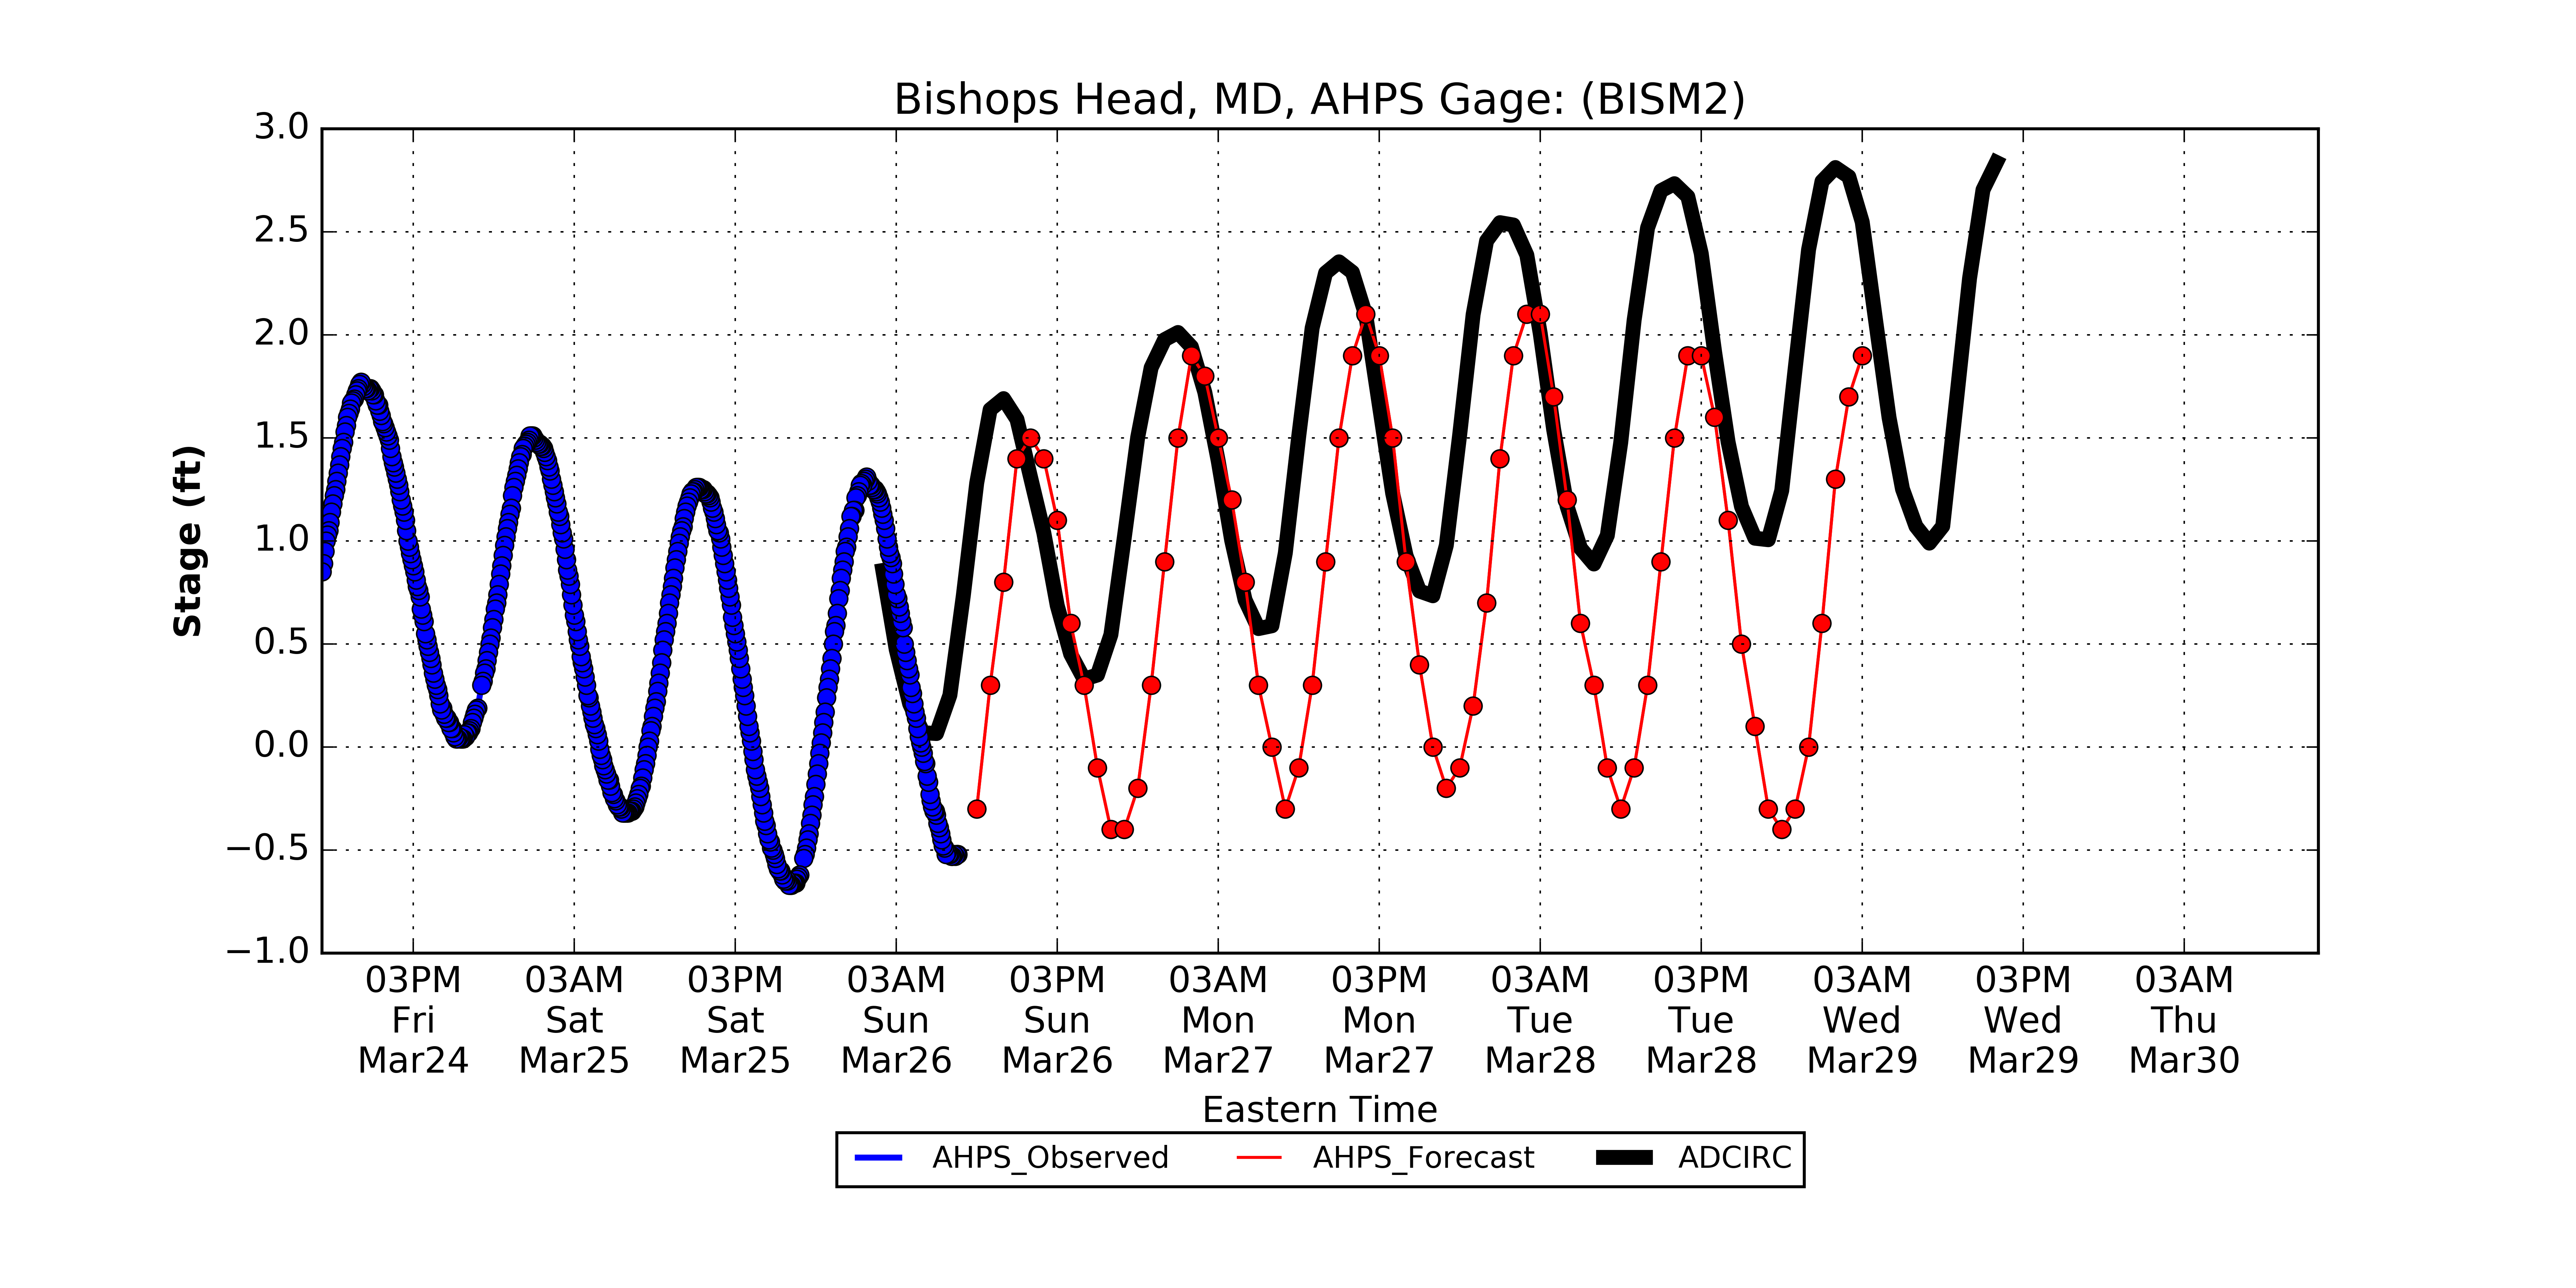 Bishops Head, MD, AHPS Gage: (BISM2)
3.0
2.5
2.0
1.5
1.0
0.5
0.0
−0.5
−1.0
Stage (ft)
03PM 03AM 03PM 03AM 03PM 03AM 03PM 03AM 03PM 03AM 03PM 03AM
Fri Sat Sat Sun Sun Mon Mon Tue Tue Wed Wed Thu
Mar24 Mar25 Mar25 Mar26 Mar26 Mar27 Mar27 Mar28 Mar28 Mar29 Mar29 Mar30
Eastern Time
AHPS_Observed AHPS_Forecast ADCIRC